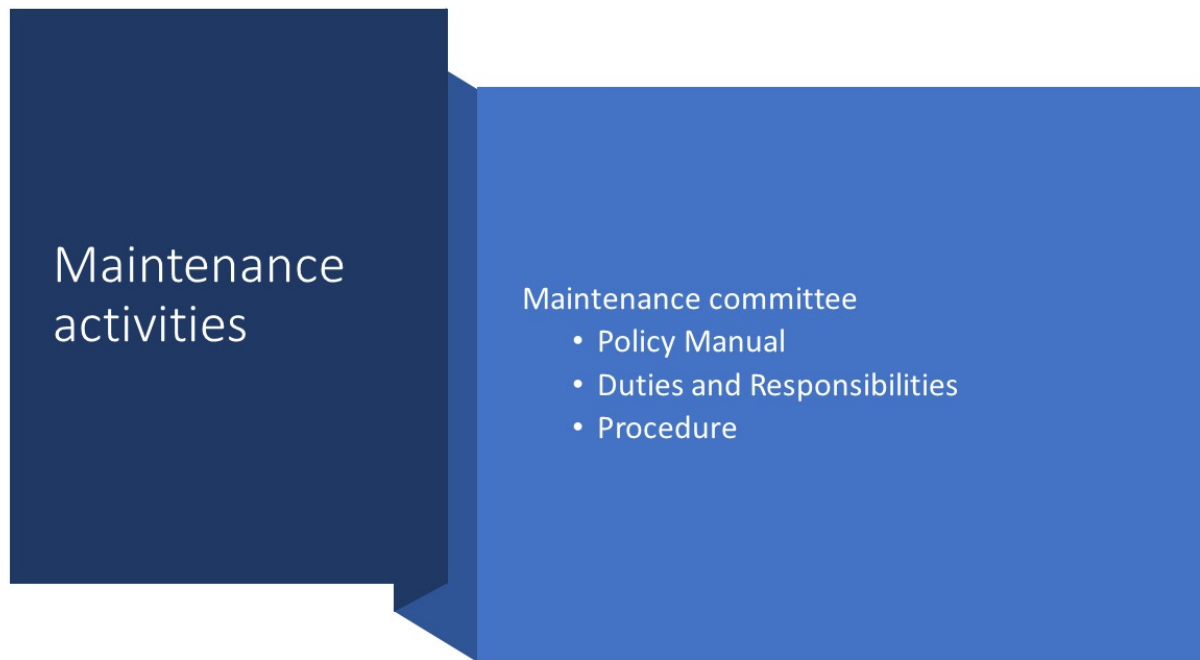 Maintenance
activities
Maintenance committee
• Policy Manual
• Duties and Responsibilities
• Procedure